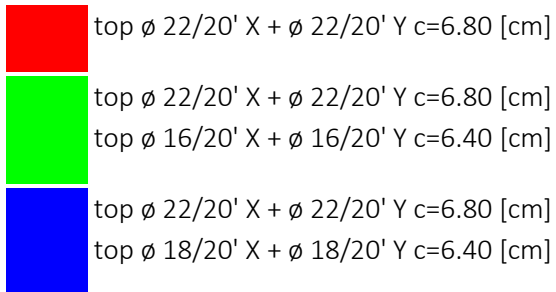 top ø 22/20' X + ø 22/20' Y c=6.80 [cm]
top ø 22/20' X + ø 22/20' Y c=6.80 [cm]
top ø 16/20' X + ø 16/20' Y c=6.40 [cm]
top ø 22/20' X + ø 22/20' Y c=6.80 [cm]
top ø 18/20' X + ø 18/20' Y c=6.40 [cm]